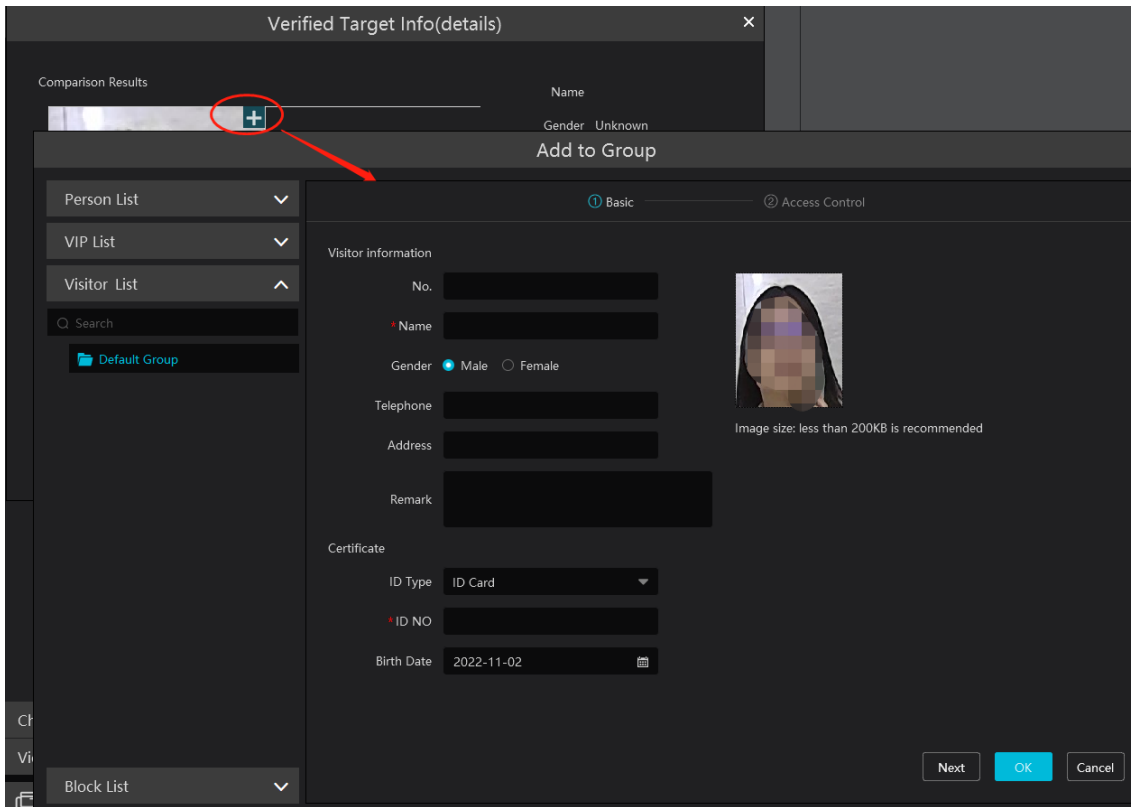 Verified Target Info(details)
Comparison Results
Name
Gender Unknown
Add to Group
Person List
VIP List
Visitor List
Search
Default Group
Block List
① Basic
② Access Control
Visitor information
No.
*Name
Gender Male Female
Telephone
Address
Remark
Image size: less than 200KB is recommended
Certificate
ID Type ID Card
*ID NO
Birth Date 2022-11-02
Next OK Cancel